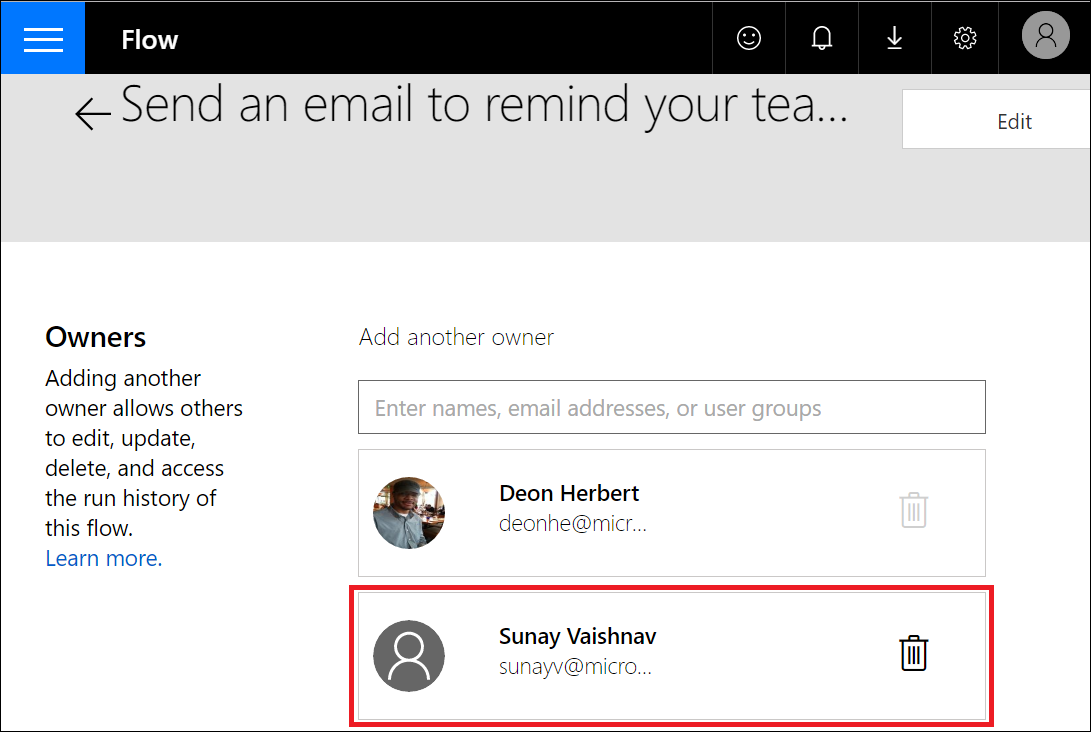 Flow
Send an email to remind your tea...
Edit
Owners
Adding another
owner allows others
to edit, update,
delete, and access
the run history of
this flow.
Learn more.
Add another owner
Enter names, email addresses, or user groups
Deon Herbert
deonhe@micr...
Sunay Vaishnav
sunayv@micro...